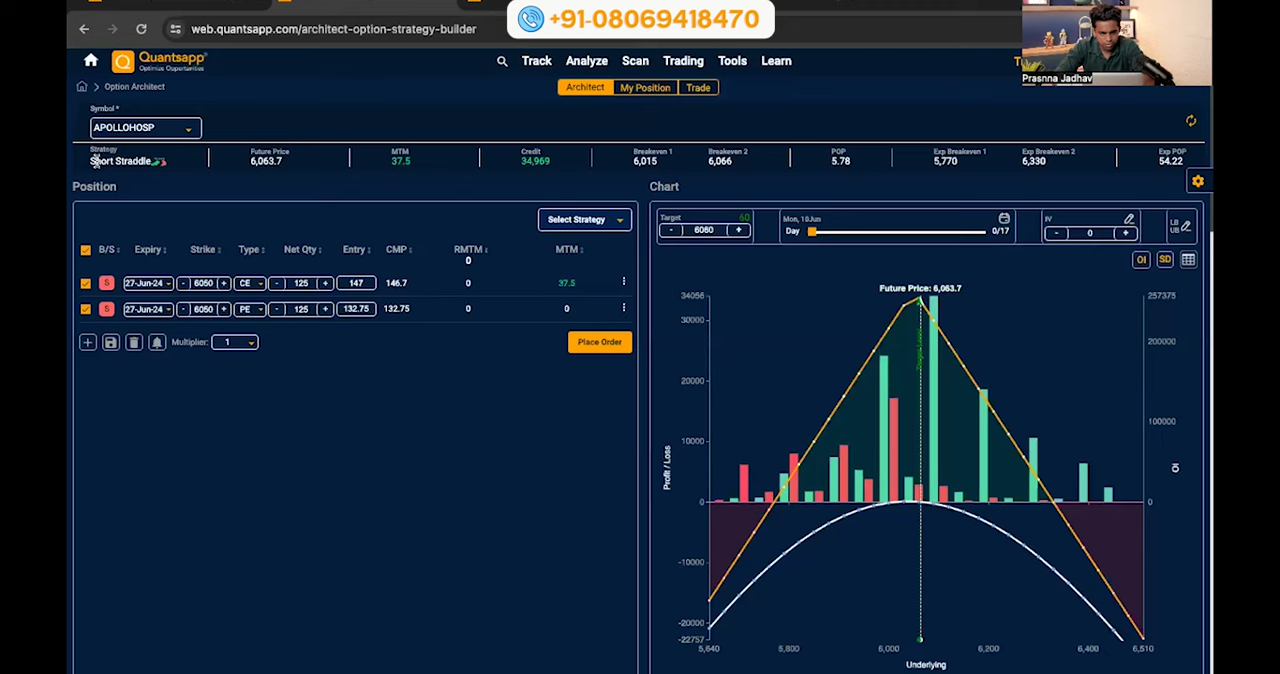 +91-08069418470
web.quantsapp.com/architect-option-strategy-builder
Quantsapp
Optimize Opportunities
Track Analyze Scan Trading Tools Learn
Prasnna Jadhav
Option Architect
Architect My Position Trade
Symbol *
APOLLOHOSP
Strategy Future Price MTM Credit Breakeven 1 Breakeven 2 POP Exp Breakeven 1 Exp Breakeven 2 Exp POP
Short Straddle 6,063.7 37.5 34,969 6,015 6,066 5.78 5,770 6,330 54.22
Position
Select Strategy
B/S Expiry Strike Type Net Qty Entry CMP RMTM MTM
0
S 27-Jun-24 - 6050 + CE - 125 + 147 146.7 0 37.5
S 27-Jun-24 - 6050 + PE - 125 + 132.75 132.75 0 0
Multiplier: 1
Place Order
Chart
Target 60
- 6060 +
Mon, 10Jun
Day 0/17
IV
- 0 +
LB
UB
OI SD
Future Price: 6,063.7
34056
30000
20000
10000
0
-10000
-20000
-22757
Profit / Loss
257375
200000
100000
0
OI
5,640 5,800 6,000 6,200 6,400 6,510
Underlying